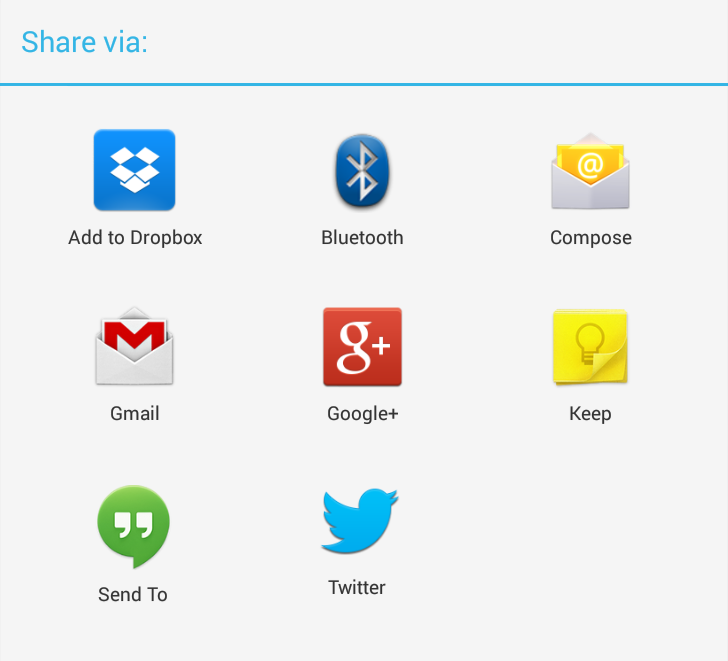 Share via:
Add to Dropbox
Bluetooth
@
Compose
M
Gmail
g+
Google+
Keep
Send To
Twitter